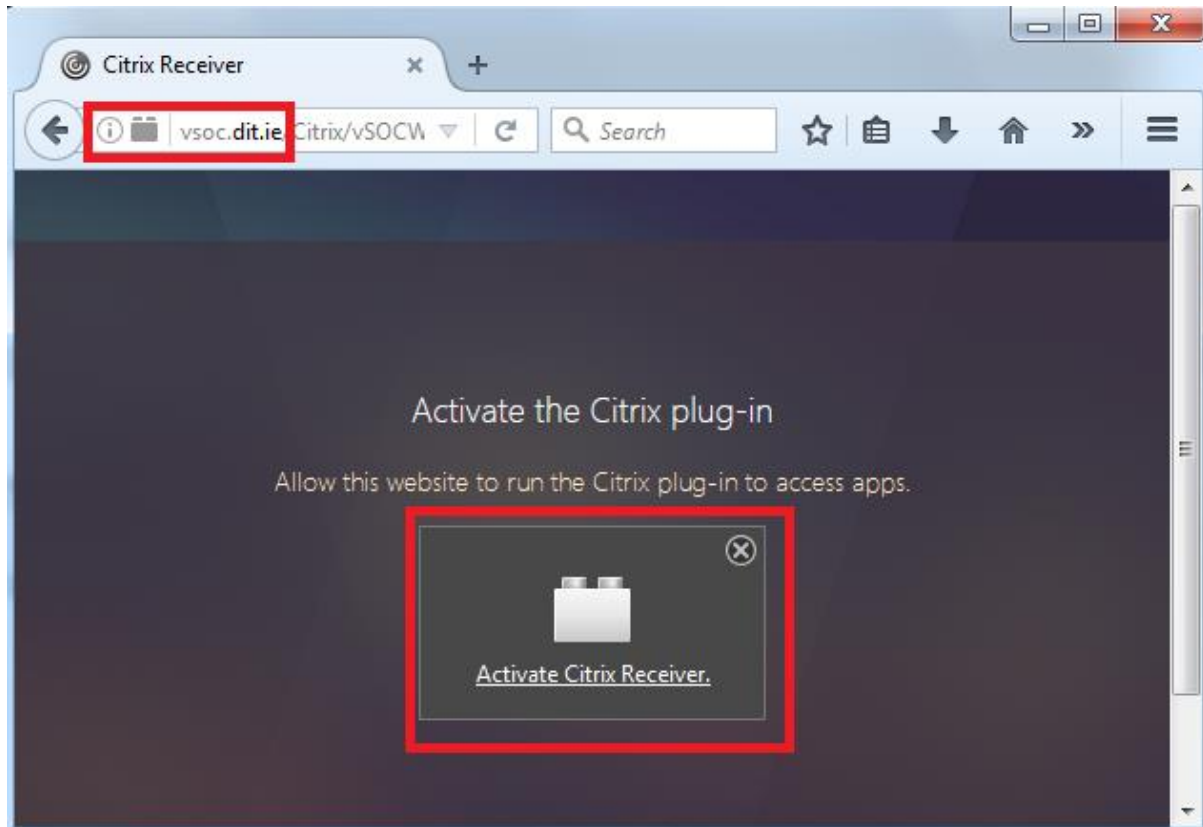 Citrix Receiver
vsoc.dit.ie/Citrix/vSOCW
Search
Activate the Citrix plug-in
Allow this website to run the Citrix plug-in to access apps.
Activate Citrix Receiver.